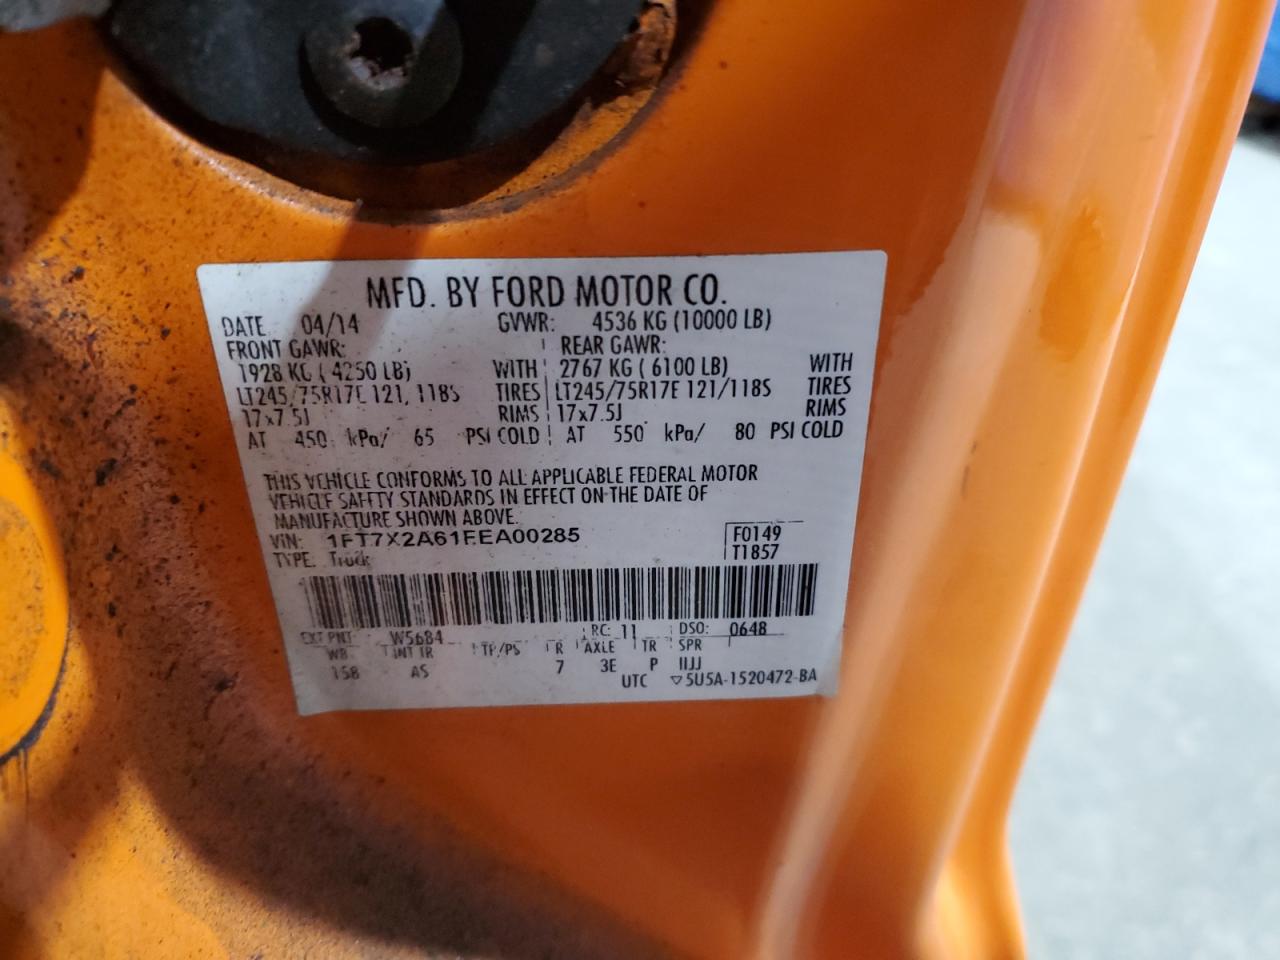 MFD. BY FORD MOTOR CO.
DATE 04/14 GVWR: 4536 KG (10000 LB)
FRONT GAWR: REAR GAWR:
1928 KG ( 4250 LB) WITH 2767 KG ( 6100 LB) WITH
LT245/75R17E 121/118S TIRES LT245/75R17E 121/118S TIRES
17x7.5J RIMS 17x7.5J RIMS
AT 450 kPa/ 65 PSI COLD AT 550 kPa/ 80 PSI COLD
THIS VEHICLE CONFORMS TO ALL APPLICABLE FEDERAL MOTOR
VEHICLE SAFETY STANDARDS IN EFFECT ON THE DATE OF
MANUFACTURE SHOWN ABOVE.
VIN: 1FT7X2A61EEA00285 F0149
TYPE: Truck T1857
EXT PNT: W5684 RC: 11 DSO: 0648
WB INT TR TP/PS R AXLE TR SPR
158 AS 7 3E P IIJJ
UTC ▽5U5A-1520472-BA